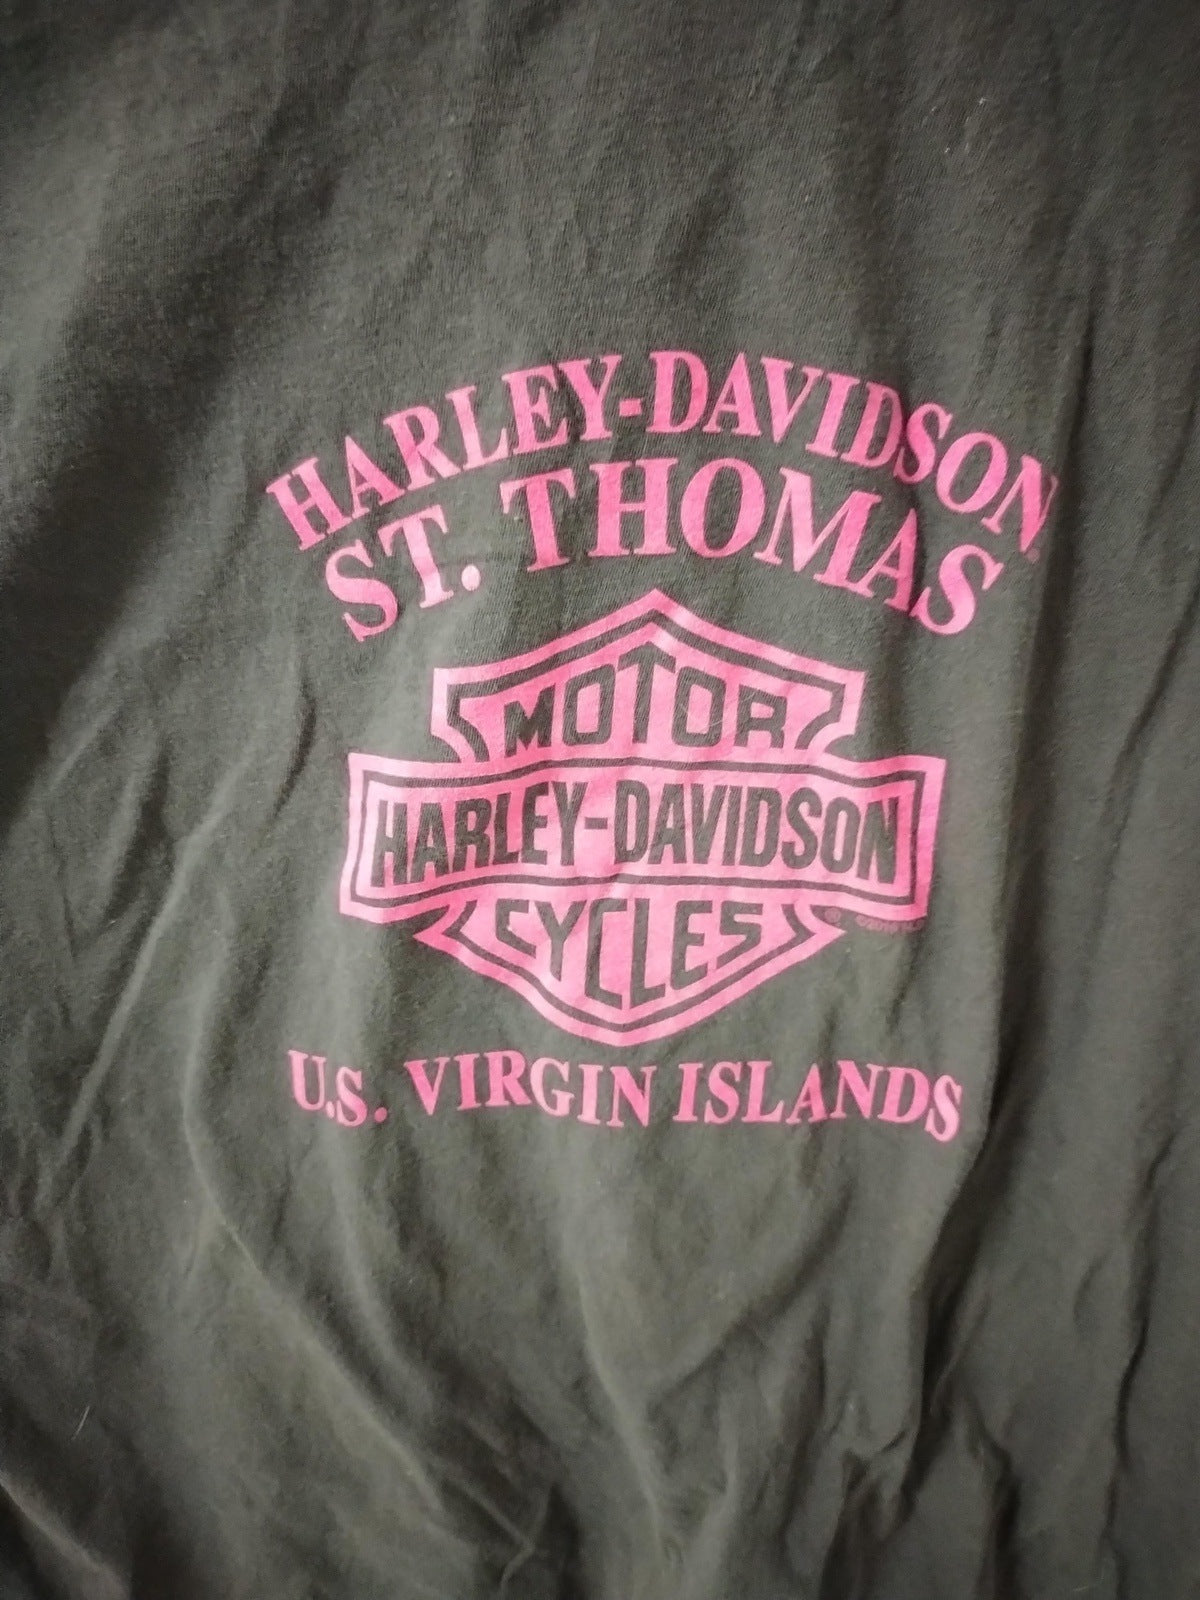 HARLEY-DAVIDSON
ST. THOMAS
MOTOR
HARLEY-DAVIDSON
CYCLES
®
U.S. VIRGIN ISLANDS